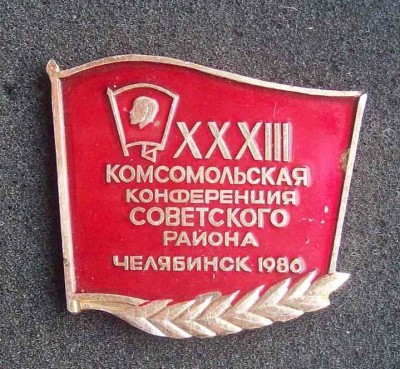 XXXIII
КОМСОМОЛЬСКАЯ
КОНФЕРЕНЦИЯ
СОВЕТСКОГО
РАЙОНА
ЧЕЛЯБИНСК 1986